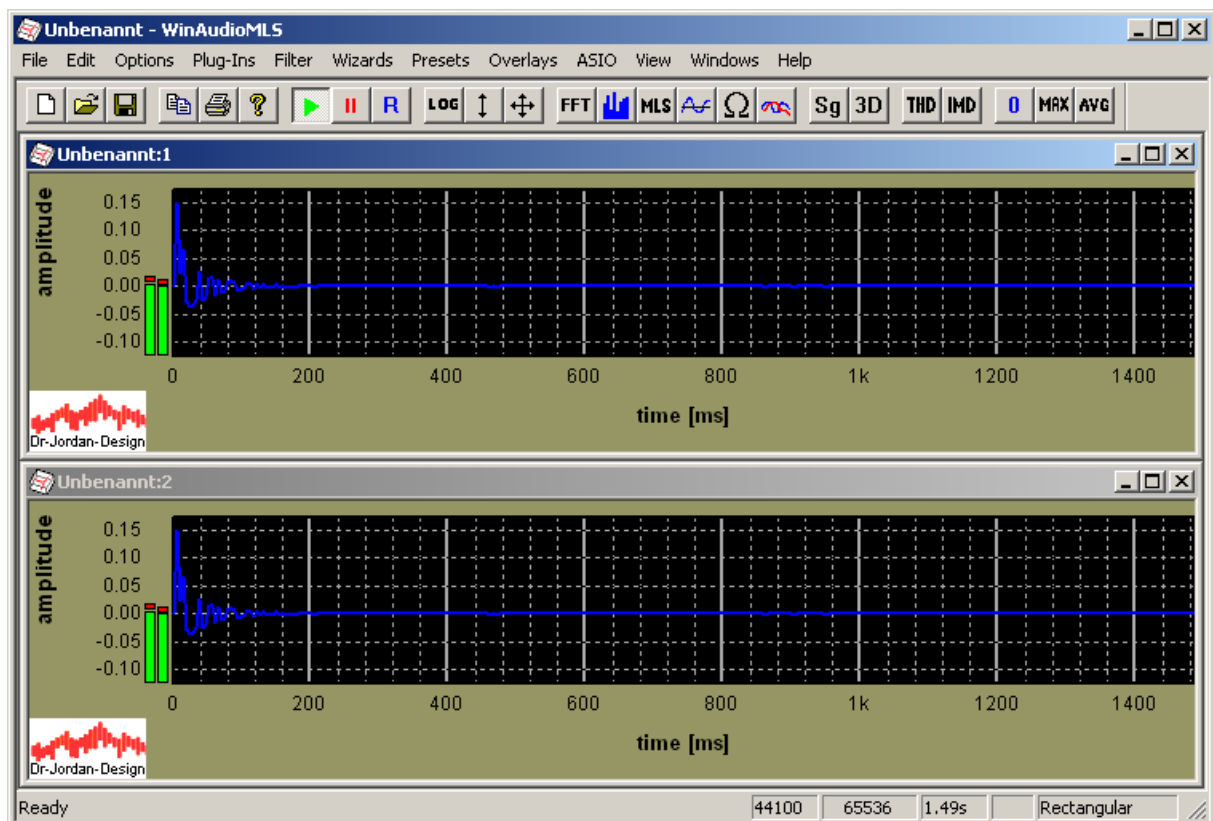 Unbenannt - WinAudioMLS
File Edit Options Plug-Ins Filter Wizards Presets Overlays ASIO View Windows Help
R LOG FFT MLS Ω Sg 3D THD IMD 0 MAX AVG
Unbenannt:1
amplitude
0.15
0.10
0.05
0.00
-0.05
-0.10
0 200 400 600 800 1k 1200 1400
time [ms]
Dr-Jordan-Design
Unbenannt:2
amplitude
0.15
0.10
0.05
0.00
-0.05
-0.10
0 200 400 600 800 1k 1200 1400
time [ms]
Dr-Jordan-Design
Ready 44100 65536 1.49s Rectangular